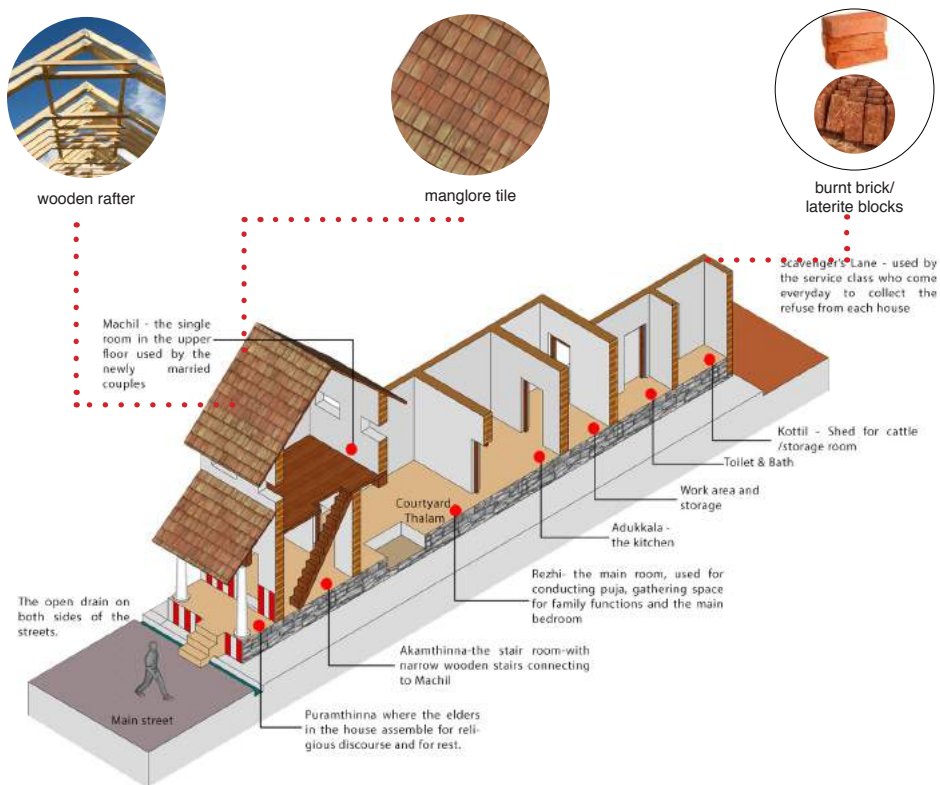 wooden rafter
manglore tile
burnt brick/
laterite blocks
Scavenger's Lane - used by
the service class who come
everyday to collect the
refuse from each house
Machil - the single
room in the upper
floor used by the
newly married
couples
Kottil - Shed for cattle
/storage room
Toilet & Bath
Work area and
storage
Courtyard
Thalam
Adukkala -
the kitchen
Rezhi- the main room, used for
conducting puja, gathering space
for family functions and the main
bedroom
The open drain on
both sides of the
streets.
Akamthinna-the stair room-with
narrow wooden stairs connecting
to Machil
Main street
Puramthinna where the elders
in the house assemble for reli-
gious discourse and for rest.